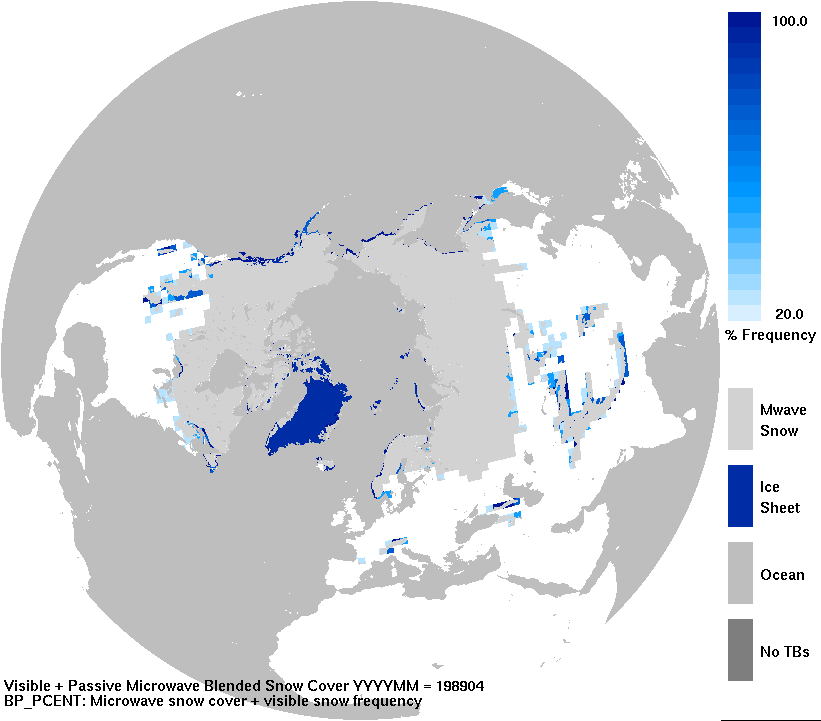 100.0
20.0
% Frequency
Mwave
Snow
Ice
Sheet
Ocean
No TBs
Visible + Passive Microwave Blended Snow Cover YYYYMM = 198904
BP_PCENT: Microwave snow cover + visible snow frequency